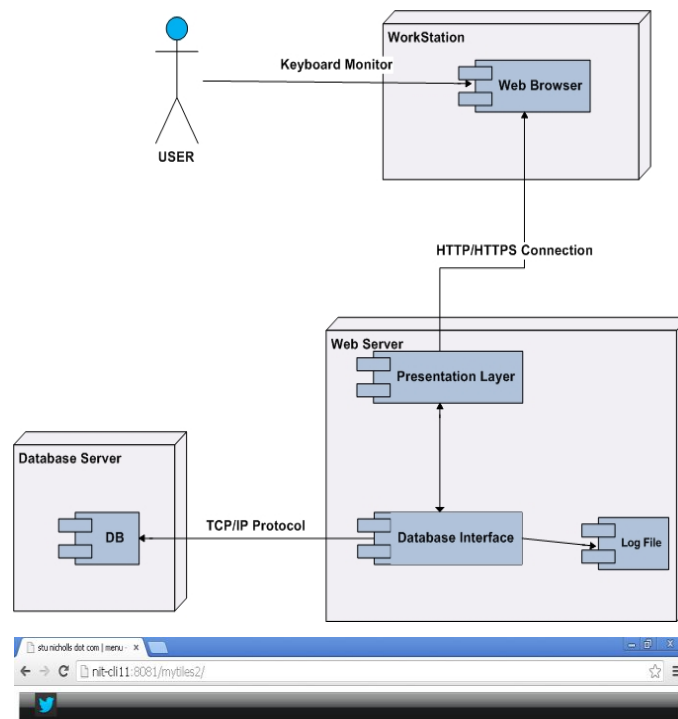 WorkStation
Keyboard Monitor
Web Browser
USER
HTTP/HTTPS Connection
Web Server
Presentation Layer
Database Server
TCP/IP Protocol
DB
Database Interface
Log File
stu nicholls dot com | menu -
nit-cli11:8081/mytiles2/